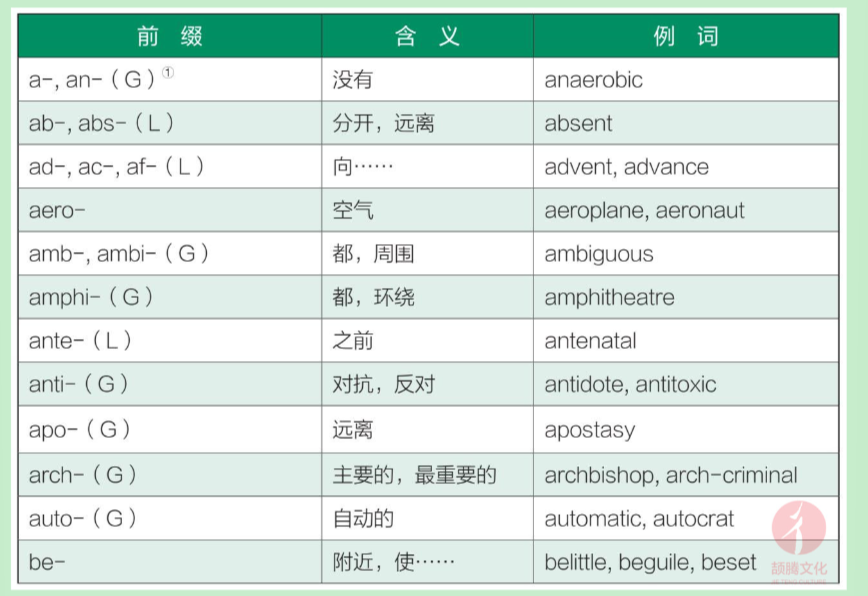 前 缀 含 义 例 词
a-, an-（G）① 没有 anaerobic
ab-, abs-（L） 分开，远离 absent
ad-, ac-, af-（L） 向…… advent, advance
aero- 空气 aeroplane, aeronaut
amb-, ambi-（G） 都，周围 ambiguous
amphi-（G） 都，环绕 amphitheatre
ante-（L） 之前 antenatal
anti-（G） 对抗，反对 antidote, antitoxic
apo-（G） 远离 apostasy
arch-（G） 主要的，最重要的 archbishop, arch-criminal
auto-（G） 自动的 automatic, autocrat
be- 附近，使…… belittle, beguile, beset
颉腾文化